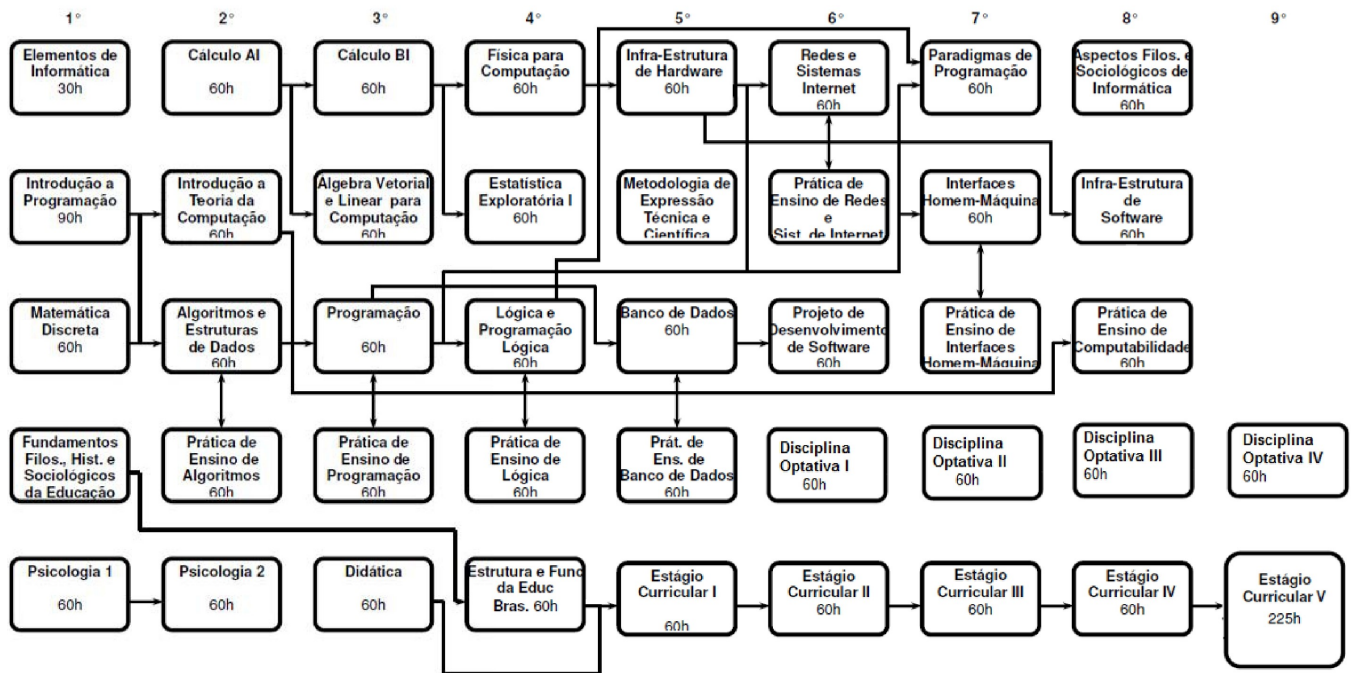 1°
2°
3°
4°
5°
6°
7°
8°
9°
Elementos de
Informática
30h
Cálculo AI
60h
Cálculo BI
60h
Física para
Computação
60h
Infra-Estrutura
de Hardware
60h
Redes e
Sistemas
Internet
60h
Paradigmas de
Programação
60h
Aspectos Filos. e
Sociológicos de
Informática
60h
Introdução a
Programação
90h
Introdução a
Teoria da
Computação
60h
Álgebra Vetorial
e Linear para
Computação
60h
Estatística
Exploratória I
60h
Metodologia de
Expressão
Técnica e
Científica
Prática de
Ensino de Redes
e
Sist. de Internet
Interfaces
Homem-Máquina
60h
Infra-Estrutura
de
Software
60h
Matemática
Discreta
60h
Algoritmos e
Estruturas
de Dados
60h
Programação
60h
Lógica e
Programação
Lógica
60h
Banco de Dados
60h
Projeto de
Desenvolvimento
de Software
60h
Prática de
Ensino de
Interfaces
Homem-Máquina
Prática de
Ensino de
Computabilidade
60h
Fundamentos
Filos., Hist. e
Sociológicos
da Educação
Prática de
Ensino de
Algoritmos
60h
Prática de
Ensino de
Programação
60h
Prática de
Ensino de
Lógica
60h
Prát. de
Ens. de
Banco de Dados
60h
Disciplina
Optativa I
60h
Disciplina
Optativa II
60h
Disciplina
Optativa III
60h
Disciplina
Optativa IV
60h
Psicologia 1
60h
Psicologia 2
60h
Didática
60h
Estrutura e Func
da Educ
Bras. 60h
Estágio
Curricular I
60h
Estágio
Curricular II
60h
Estágio
Curricular III
60h
Estágio
Curricular IV
60h
Estágio
Curricular V
225h